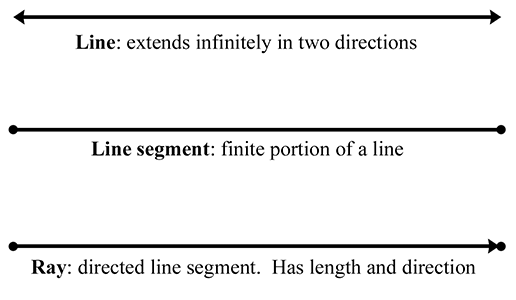 Line: extends infinitely in two directions
Line segment: finite portion of a line
Ray: directed line segment. Has length and direction